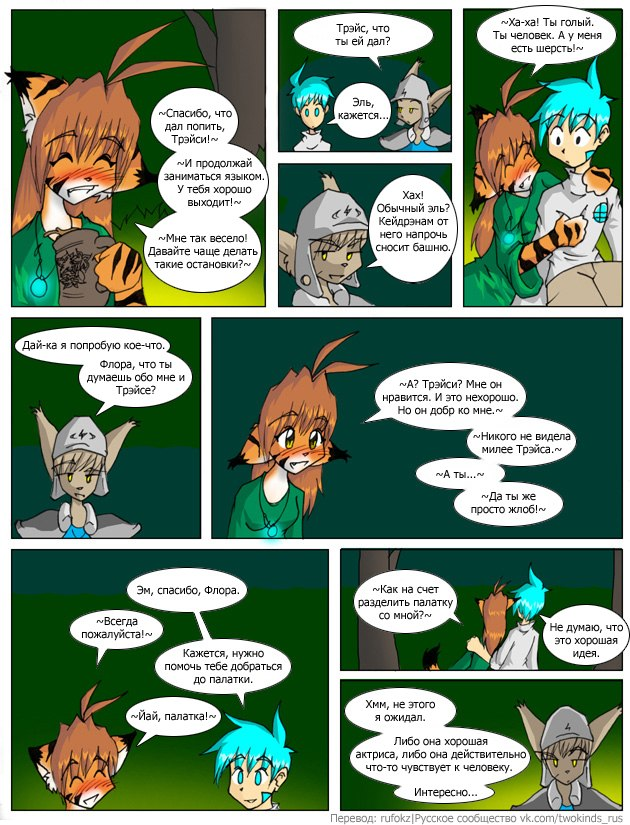 ~Спасибо, что
дал попить,
Трэйси!~
~И продолжай
заниматься языком.
У тебя хорошо
выходит!~
~Мне так весело!
Давайте чаще делать
такие остановки?~
Трэйс, что
ты ей дал?
Эль,
кажется...
Хах!
Обычный эль?
Кейдрэнам от
него напрочь
сносит башню.
~Ха-ха! Ты голый.
Ты человек. А у меня
есть шерсть!~
Дай-ка я попробую кое-что.
Флора, что ты
думаешь обо мне и
Трэйсе?
~А? Трэйси? Мне он
нравится. И это нехорошо.
Но он добр ко мне.~
~Никого не видела
милее Трэйса.~
~А ты...~
~Да ты же
просто жлоб!~
Эм, спасибо, Флора.
~Всегда
пожалуйста!~
Кажется, нужно
помочь тебе добраться
до палатки.
~Йай, палатка!~
~Как на счет
разделить палатку
со мной?~
Не думаю, что
это хорошая
идея.
Хмм, не этого
я ожидал.
Либо она хорошая
актриса, либо она действительно
что-то чувствует к человеку.
Интересно...
Перевод: rufokz|Русское сообщество vk.com/twokinds_rus